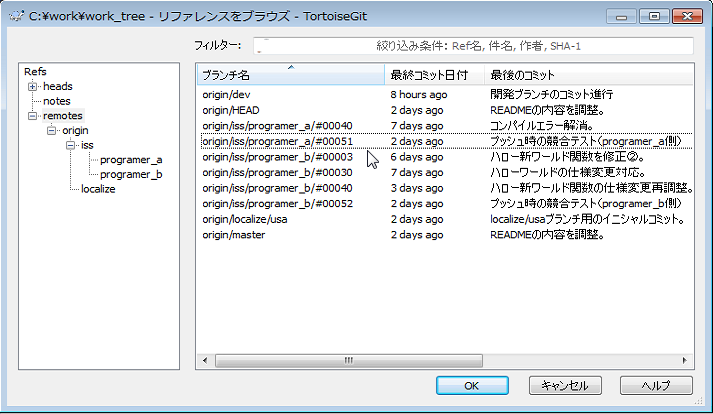 C:¥work¥work_tree - リファレンスをブラウズ - TortoiseGit
フィルター: 絞り込み条件: Ref名, 件名, 作者, SHA-1
Refs
heads
notes
remotes
origin
iss
programer_a
programer_b
localize
ブランチ名 最終コミット日付 最後のコミット
origin/dev 8 hours ago 開発ブランチのコミット進行
origin/HEAD 2 days ago READMEの内容を調整。
origin/iss/programer_a/#00040 7 days ago コンパイルエラー解消。
origin/iss/programer_a/#00051 2 days ago プッシュ時の競合テスト(programer_a側)
origin/iss/programer_b/#00003 6 days ago ハロー新ワールド関数を修正②。
origin/iss/programer_b/#00030 7 days ago ハローワールドの仕様変更対応。
origin/iss/programer_b/#00040 3 days ago ハロー新ワールド関数の仕様変更再調整。
origin/iss/programer_b/#00052 2 days ago プッシュ時の競合テスト(programer_b側)
origin/localize/usa 2 days ago localize/usaブランチ用のイニシャルコミット。
origin/master 2 days ago READMEの内容を調整。
OK キャンセル ヘルプ